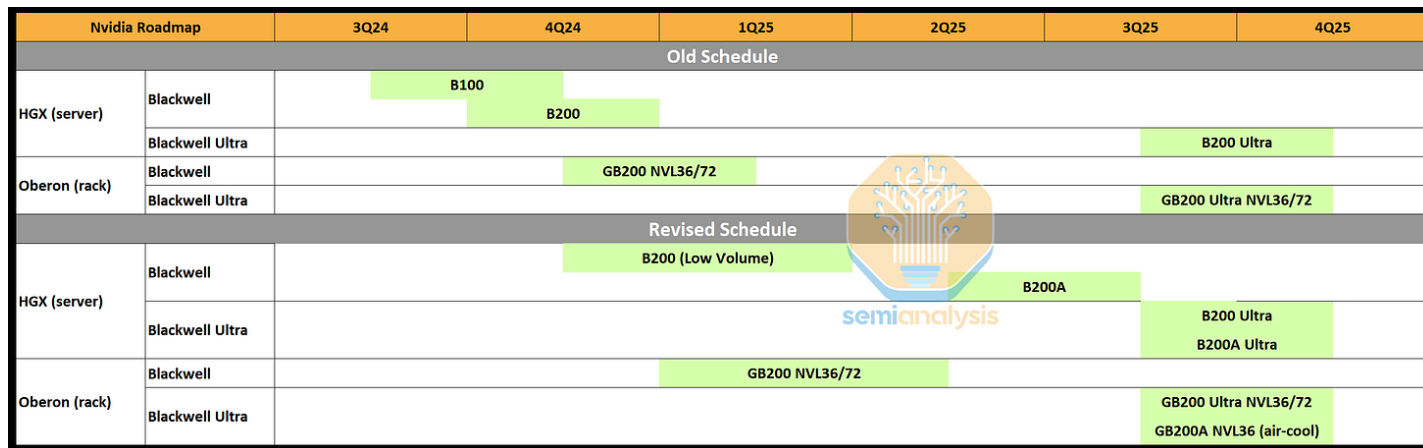 Nvidia Roadmap 3Q24 4Q24 1Q25 2Q25 3Q25 4Q25
Old Schedule
HGX (server)
Blackwell
B100
B200
Blackwell Ultra
B200 Ultra
Oberon (rack)
Blackwell
GB200 NVL36/72
Blackwell Ultra
GB200 Ultra NVL36/72
Revised Schedule
HGX (server)
Blackwell
B200 (Low Volume)
B200A
Blackwell Ultra
B200 Ultra
B200A Ultra
Oberon (rack)
Blackwell
GB200 NVL36/72
Blackwell Ultra
GB200 Ultra NVL36/72
GB200A NVL36 (air-cool)
semianalysis